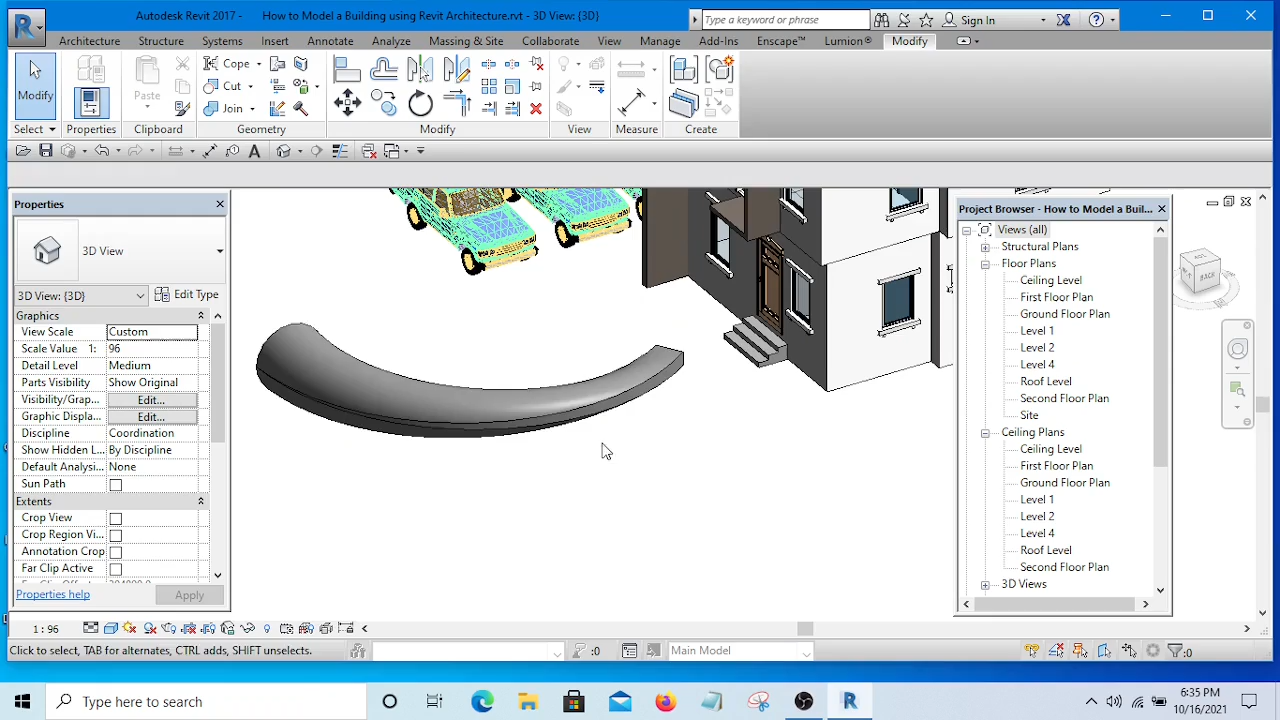 Autodesk Revit 2017 - How to Model a Building using Revit Architecture.rvt - 3D View: {3D}
Type a keyword or phrase
Sign In
Architecture Structure Systems Insert Annotate Analyze Massing & Site Collaborate View Manage Add-Ins Enscape™ Lumion® Modify
Modify
Paste
Cope
Cut
Join
Select Properties Clipboard Geometry Modify View Measure Create
Properties
3D View
3D View: {3D} Edit Type
Graphics
View Scale Custom
Scale Value 1: 96
Detail Level Medium
Parts Visibility Show Original
Visibility/Grap... Edit...
Graphic Displa... Edit...
Discipline Coordination
Show Hidden L... By Discipline
Default Analysi... None
Sun Path
Extents
Crop View
Crop Region Vi...
Annotation Crop
Far Clip Active
Properties help Apply
Project Browser - How to Model a Buil...
Views (all)
Structural Plans
Floor Plans
Ceiling Level
First Floor Plan
Ground Floor Plan
Level 1
Level 2
Level 4
Roof Level
Second Floor Plan
Site
Ceiling Plans
Ceiling Level
First Floor Plan
Ground Floor Plan
Level 1
Level 2
Level 4
Roof Level
Second Floor Plan
3D Views
BACK
1 : 96
Click to select, TAB for alternates, CTRL adds, SHIFT unselects.
:0
Main Model
:0
Type here to search
6:35 PM
10/16/2021